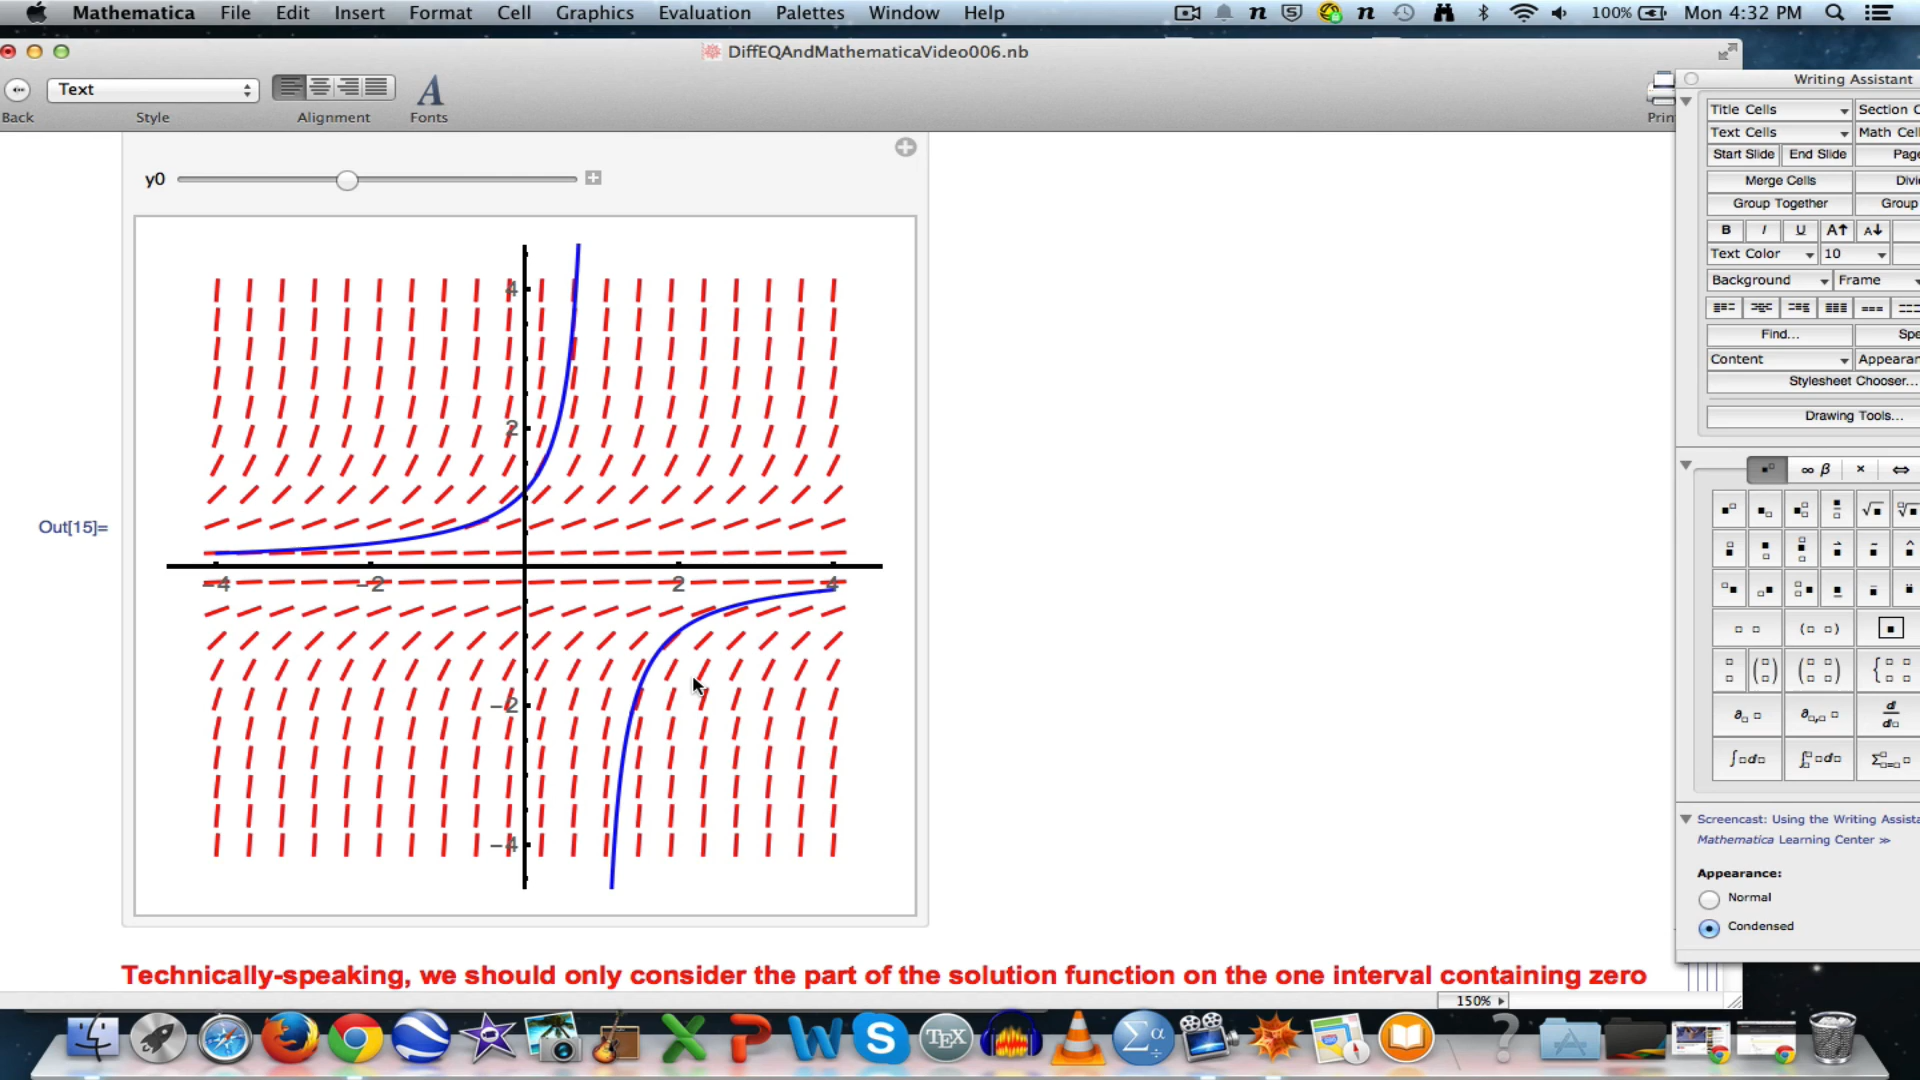 Mathematica File Edit Insert Format Cell Graphics Evaluation Palettes Window Help 100% Mon 4:32 PM
DiffEQAndMathematicaVideo006.nb
Text
Back Style Alignment Fonts
Writing Assistant
Title Cells
Text Cells
Start Slide End Slide
Merge Cells
Group Together Group
B I U A A
Text Color 10
Background Frame
Find...
Content
Stylesheet Chooser...
Drawing Tools...
y0
4
2
Out[15]=
-4 -2 2 4
-2
-4
∞ β ×
Screencast: Using the Writing
Mathematica Learning Center ≫
Appearance:
Normal
Condensed
Technically-speaking, we should only consider the part of the solution function on the one interval containing zero
150%